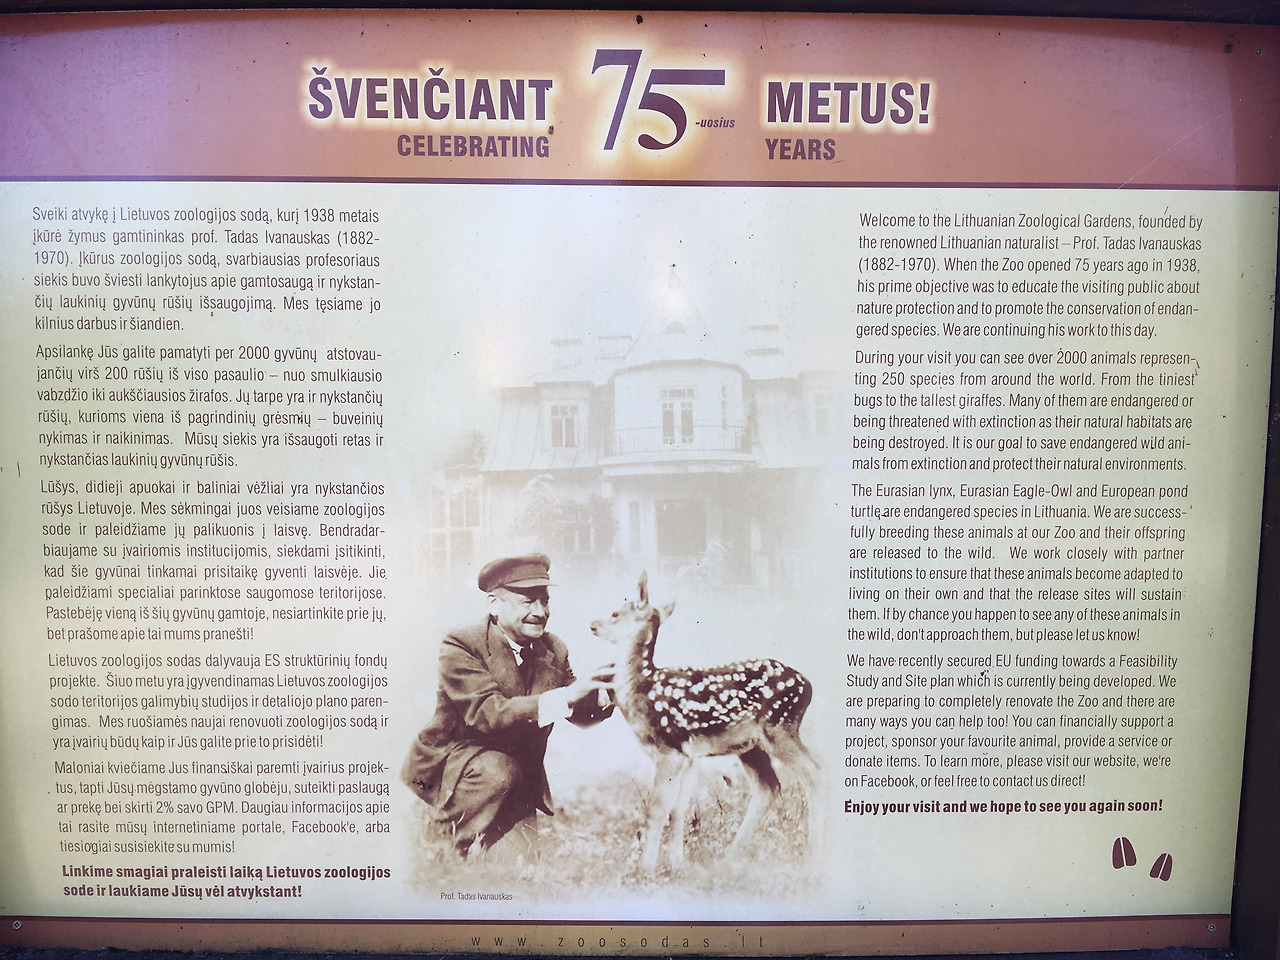 ŠVENČIANT 75-uosius METUS!
CELEBRATING YEARS
Sveiki atvykę į Lietuvos zoologijos sodą, kurį 1938 metais
įkūrė žymus gamtininkas prof. Tadas Ivanauskas (1882-
1970). Įkūrus zoologijos sodą, svarbiausias profesoriaus
siekis buvo šviesti lankytojus apie gamtosaugą ir nykstan-
čių laukinių gyvūnų rūšių išsaugojimą. Mes tęsiame jo
kilnius darbus ir šiandien.
Apsilankę Jūs galite pamatyti per 2000 gyvūnų atstovau-
jančių virš 200 rūšių iš viso pasaulio – nuo smulkiausio
vabzdžio iki aukščiausios žirafos. Jų tarpe yra ir nykstančių
rūšių, kurioms viena iš pagrindinių grėsmių – buveinių
nykimas ir naikinimas. Mūsų siekis yra išsaugoti retas ir
nykstančias laukinių gyvūnų rūšis.
Lūšys, didieji apuokai ir baliniai vėžliai yra nykstančios
rūšys Lietuvoje. Mes sėkmingai juos veisiame zoologijos
sode ir paleidžiame jų palikuonis į laisvę. Bendradar-
biaujame su įvairiomis institucijomis, siekdami įsitikinti,
kad šie gyvūnai tinkamai prisitaikę gyventi laisvėje. Jie
paleidžiami specialiai parinktose saugomose teritorijose.
Pastebėję vieną iš šių gyvūnų gamtoje, nesiartinkite prie jų,
bet prašome apie tai mums pranešti!
Lietuvos zoologijos sodas dalyvauja ES struktūrinių fondų
projekte. Šiuo metu yra įgyvendinamas Lietuvos zoologijos
sodo teritorijos galimybių studijos ir detaliojo plano paren-
gimas. Mes ruošiamės naujai renovuoti zoologijos sodą ir
yra įvairių būdų kaip ir Jūs galite prie to prisidėti!
Maloniai kviečiame Jus finansiškai paremti įvairius projek-
tus, tapti Jūsų mėgstamo gyvūno globėju, suteikti paslaugą
ar prekę bei skirti 2% savo GPM. Daugiau informacijos apie
tai rasite mūsų internetiniame portale, Facebook'e, arba
tiesiogiai susisiekite su mumis!
Linkime smagiai praleisti laiką Lietuvos zoologijos
sode ir laukiame Jūsų vėl atvykstant!
Prof. Tadas Ivanauskas
Welcome to the Lithuanian Zoological Gardens, founded by
the renowned Lithuanian naturalist – Prof. Tadas Ivanauskas
(1882-1970). When the Zoo opened 75 years ago in 1938,
his prime objective was to educate the visiting public about
nature protection and to promote the conservation of endan-
gered species. We are continuing his work to this day.
During your visit you can see over 2000 animals represen-
ting 250 species from around the world. From the tiniest
bugs to the tallest giraffes. Many of them are endangered or
being threatened with extinction as their natural habitats are
being destroyed. It is our goal to save endangered wild ani-
mals from extinction and protect their natural environments.
The Eurasian lynx, Eurasian Eagle-Owl and European pond
turtle are endangered species in Lithuania. We are success-
fully breeding these animals at our Zoo and their offspring
are released to the wild. We work closely with partner
institutions to ensure that these animals become adapted to
living on their own and that the release sites will sustain
them. If by chance you happen to see any of these animals in
the wild, don't approach them, but please let us know!
We have recently secured EU funding towards a Feasibility
Study and Site plan which is currently being developed. We
are preparing to completely renovate the Zoo and there are
many ways you can help too! You can financially support a
project, sponsor your favourite animal, provide a service or
donate items. To learn more, please visit our website, we're
on Facebook, or feel free to contact us direct!
Enjoy your visit and we hope to see you again soon!
www.zoosodas.lt